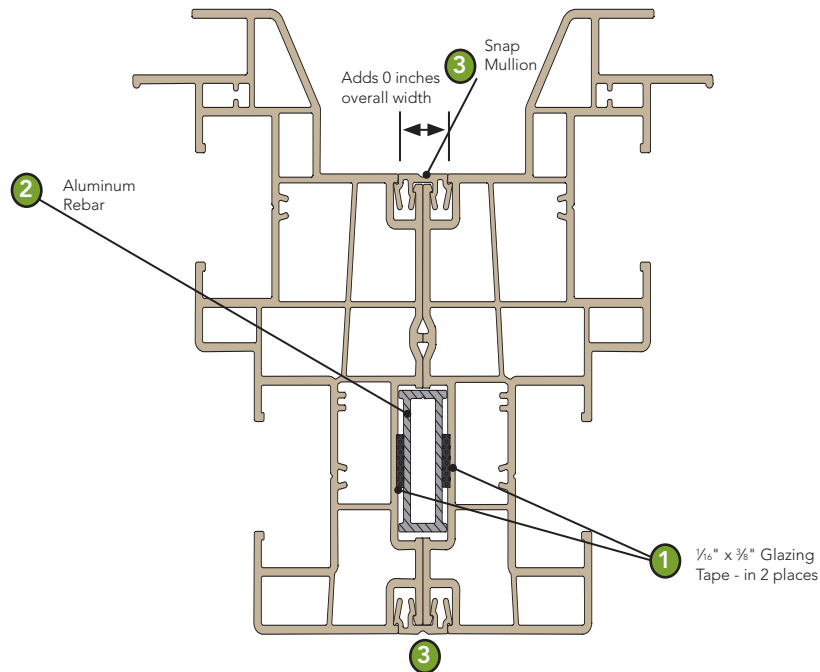 3
Snap
Mullion
Adds 0 inches
overall width
2
Aluminum
Rebar
1
1⁄16" x 3⁄8" Glazing
Tape - in 2 places
3